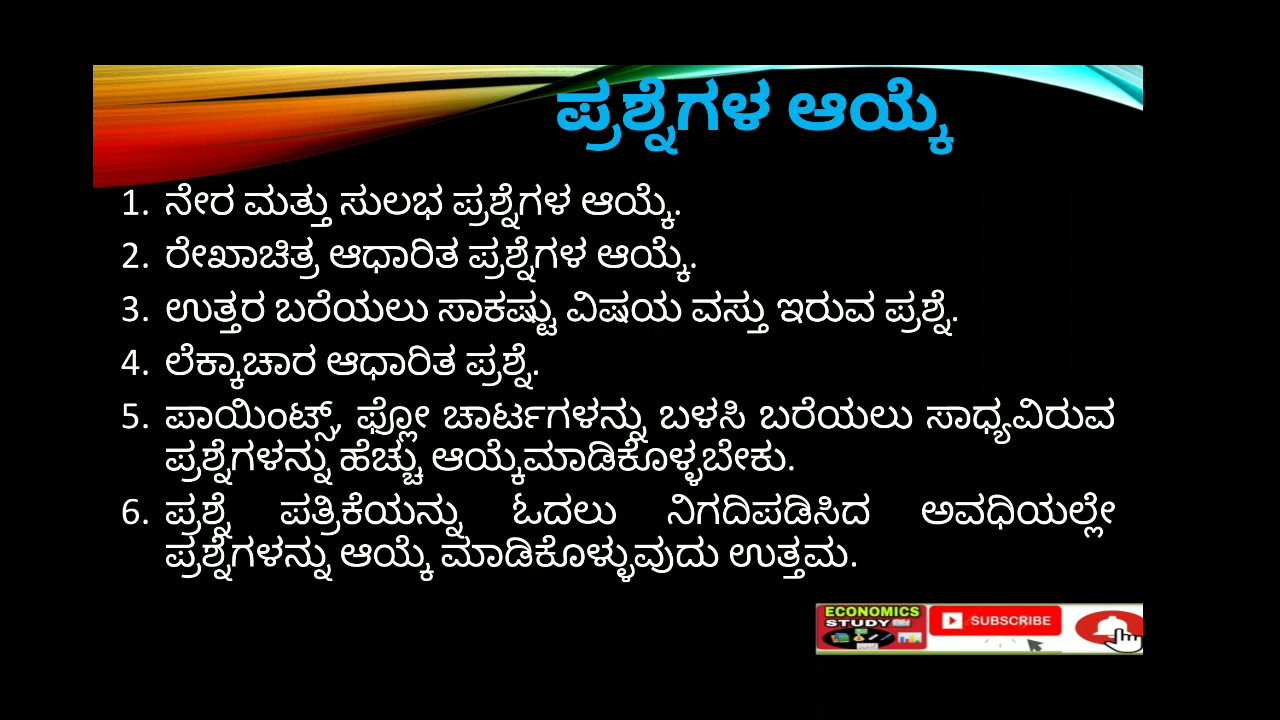 ಪ್ರಶ್ನೆಗಳ ಆಯ್ಕೆ
1. ನೇರ ಮತ್ತು ಸುಲಭ ಪ್ರಶ್ನೆಗಳ ಆಯ್ಕೆ.
2. ರೇಖಾಚಿತ್ರ ಆಧಾರಿತ ಪ್ರಶ್ನೆಗಳ ಆಯ್ಕೆ.
3. ಉತ್ತರ ಬರೆಯಲು ಸಾಕಷ್ಟು ವಿಷಯ ವಸ್ತು ಇರುವ ಪ್ರಶ್ನೆ.
4. ಲೆಕ್ಕಾಚಾರ ಆಧಾರಿತ ಪ್ರಶ್ನೆ.
5. ಪಾಯಿಂಟ್ಸ್, ಫ್ಲೋ ಚಾರ್ಟಗಳನ್ನು ಬಳಸಿ ಬರೆಯಲು ಸಾಧ್ಯವಿರುವ
ಪ್ರಶ್ನೆಗಳನ್ನು ಹೆಚ್ಚು ಆಯ್ಕೆಮಾಡಿಕೊಳ್ಳಬೇಕು.
6. ಪ್ರಶ್ನೆ ಪತ್ರಿಕೆಯನ್ನು ಓದಲು ನಿಗದಿಪಡಿಸಿದ ಅವಧಿಯಲ್ಲೇ
ಪ್ರಶ್ನೆಗಳನ್ನು ಆಯ್ಕೆ ಮಾಡಿಕೊಳ್ಳುವುದು ಉತ್ತಮ.
ECONOMICS
STUDY
SUBSCRIBE